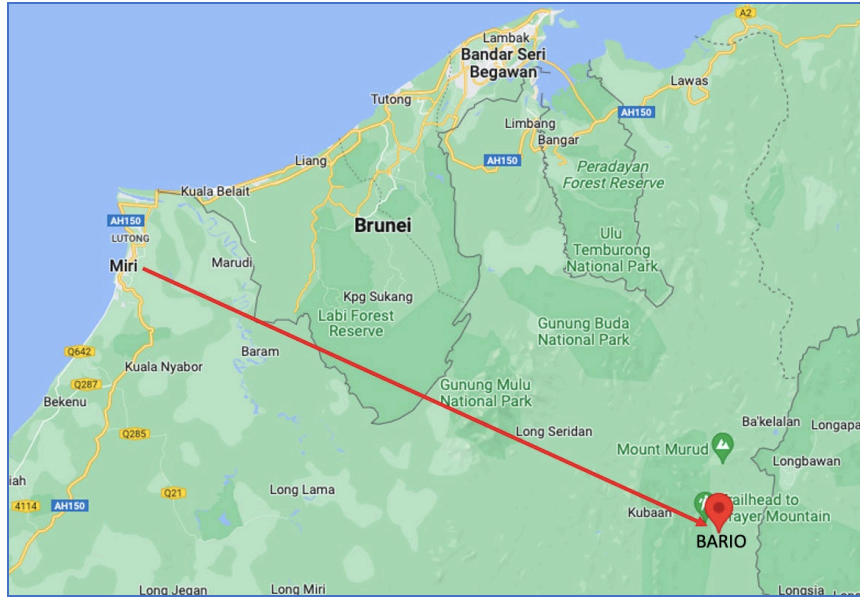 A2
Lambak
Bandar Seri
Begawan
Lawas
Tutong
AH150
Limbang
Bangar
AH150
Liang
Peradayan
Forest Reserve
Kuala Belait
AH150
LUTONG
Brunei
Ulu
Temburong
National Park
Miri
Marudi
Kpg Sukang
Labi Forest
Reserve
Gunung Buda
National Park
Q642
Baram
Kuala Nyabor
Q287
Gunung Mulu
National Park
Bekenu
Ba'kelalan
Longapa
Q285
Long Seridan
Mount Murud
Longbawan
iah
Q21
Long Lama
4114
AH150
Kubaan
railhead to
rayer Mountain
BARIO
Long Jegan
Long Miri
Longsia